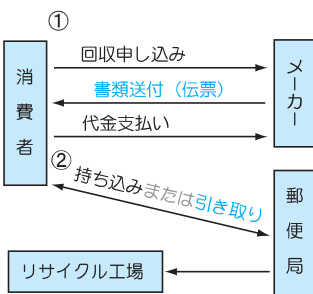 ①
回収申し込み
書類送付（伝票）
代金支払い
消費者
メーカー
②
持ち込みまたは引き取り
郵便局
リサイクル工場